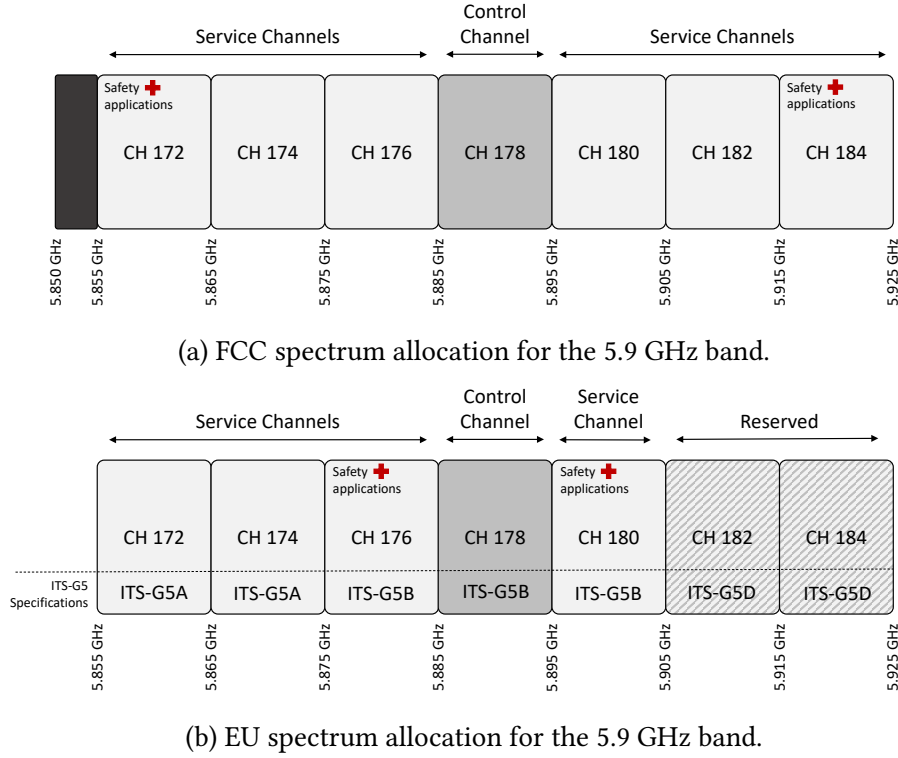 Control
Channel
Service Channels
Service Channels
Safety
applications
Safety
applications
CH 172
CH 174
CH 176
CH 178
CH 180
CH 182
CH 184
5.850 GHz
5.855 GHz
5.865 GHz
5.875 GHz
5.885 GHz
5.895 GHz
5.905 GHz
5.915 GHz
5.925 GHz
(a) FCC spectrum allocation for the 5.9 GHz band.
Service Channels
Control
Channel
Service
Channel
Reserved
Safety
applications
Safety
applications
CH 172
CH 174
CH 176
CH 178
CH 180
CH 182
CH 184
ITS-G5
Specifications
ITS-G5A
ITS-G5A
ITS-G5B
ITS-G5B
ITS-G5B
ITS-G5D
ITS-G5D
5.855 GHz
5.865 GHz
5.875 GHz
5.885 GHz
5.895 GHz
5.905 GHz
5.915 GHz
5.925 GHz
(b) EU spectrum allocation for the 5.9 GHz band.